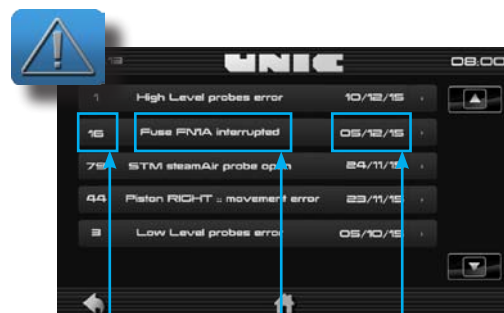 UNIC 08:00
1 High Level probes error 10/12/15
16 Fuse FN1A interrupted 05/12/15
79 STM steamAir probe open 24/11/15
44 Piston RIGHT :: movement error 23/11/15
3 Low Level probes error 05/10/15